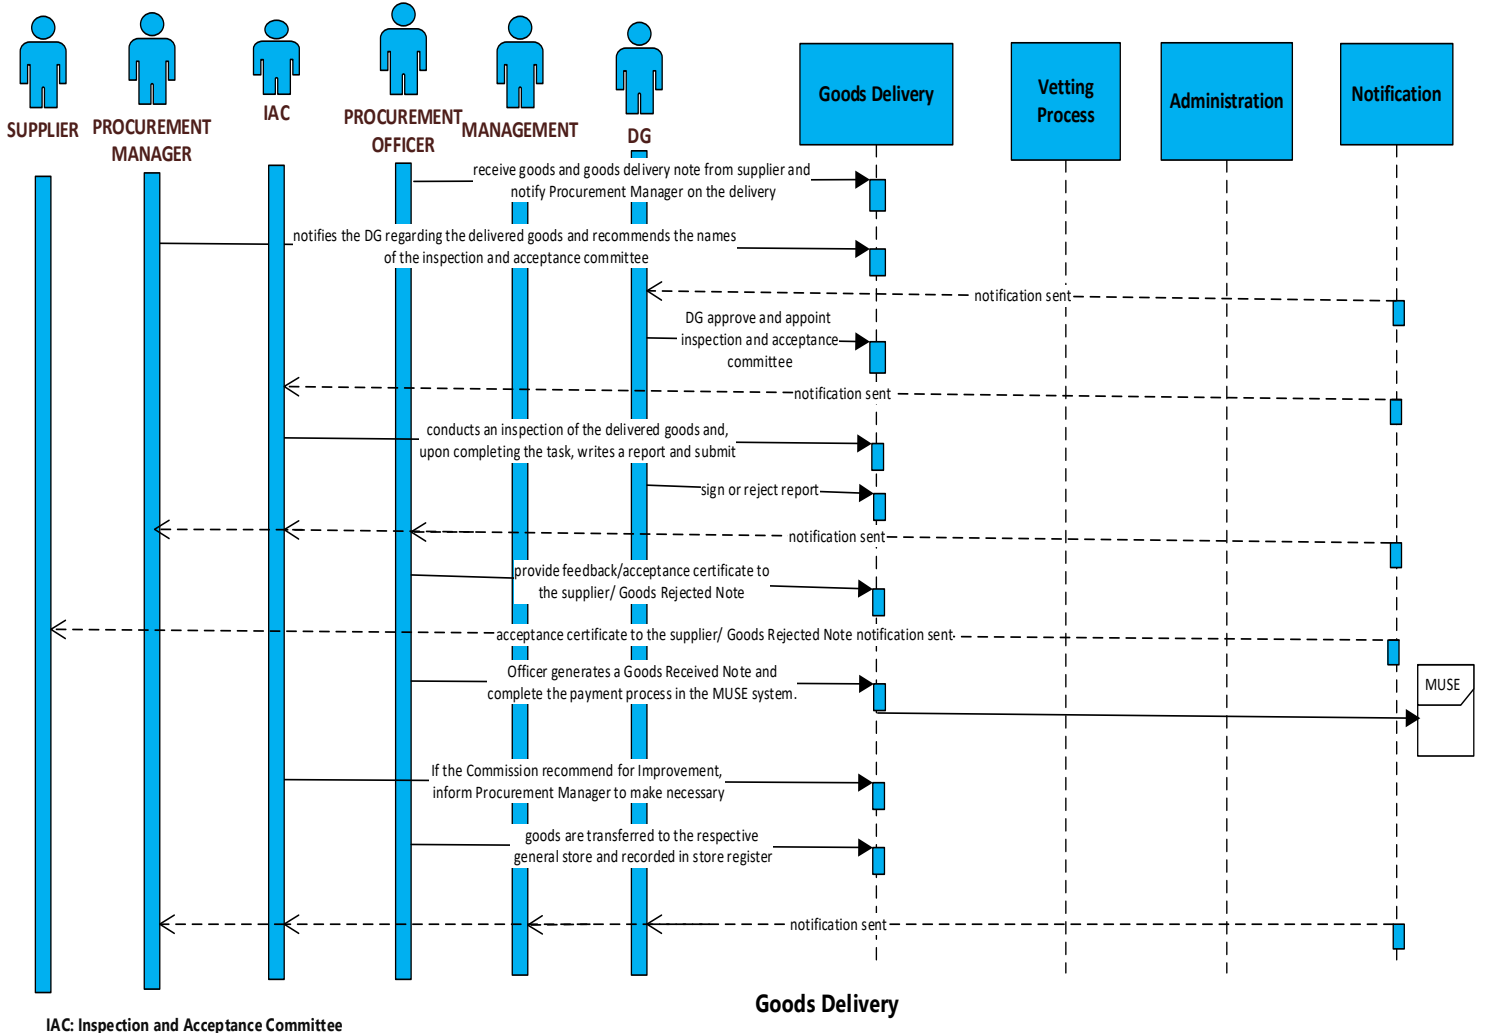 SUPPLIER
PROCUREMENT
MANAGER
IAC
PROCUREMENT
OFFICER
MANAGEMENT
DG
Goods Delivery
Vetting
Process
Administration
Notification
receive goods and goods delivery note from supplier and
notify Procurement Manager on the delivery
notifies the DG regarding the delivered goods and recommends the names
of the inspection and acceptance committee
notification sent
DG approve and appoint
inspection and acceptance
committee
notification sent
conducts an inspection of the delivered goods and,
upon completing the task, writes a report and submit
sign or reject report
notification sent
provide feedback/acceptance certificate to
the supplier/ Goods Rejected Note
acceptance certificate to the supplier/ Goods Rejected Note notification sent
Officer generates a Goods Received Note and
complete the payment process in the MUSE system.
MUSE
If the Commission recommend for Improvement,
inform Procurement Manager to make necessary
goods are transferred to the respective
general store and recorded in store register
notification sent
Goods Delivery
IAC: Inspection and Acceptance Committee